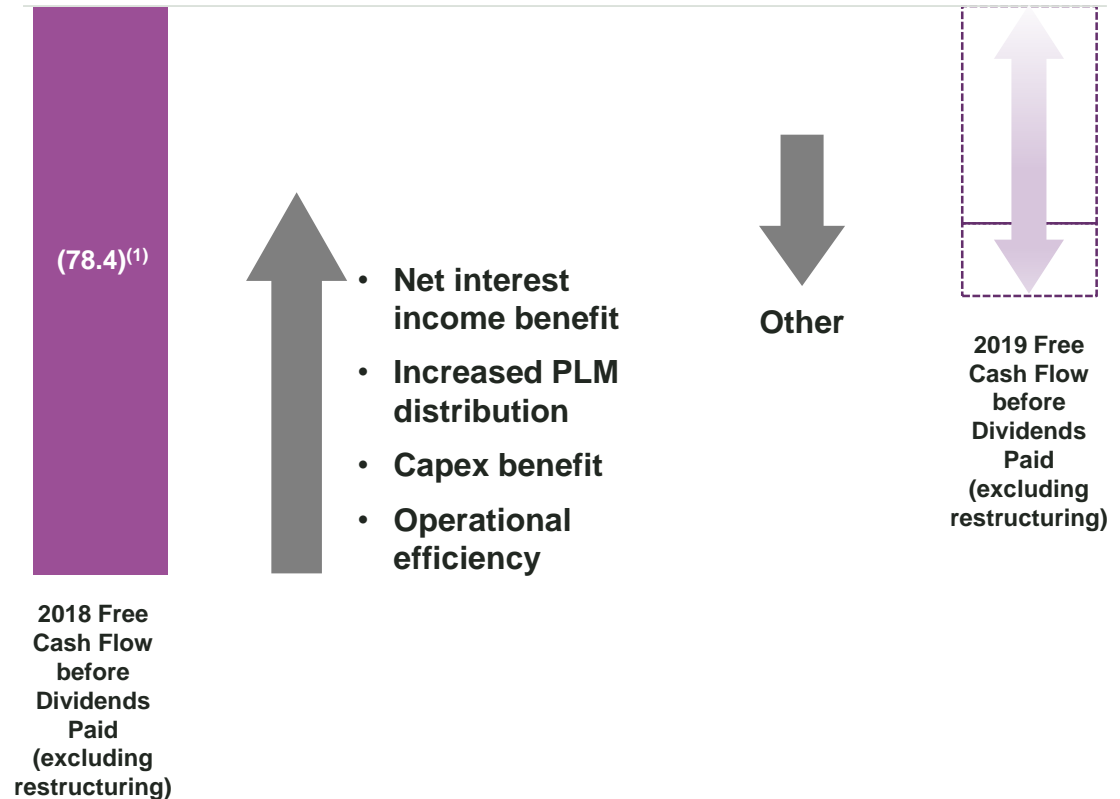 (78.4)(1)
2018 Free
Cash Flow
before
Dividends
Paid
(excluding
restructuring)
• Net interest
income benefit
• Increased PLM
distribution
• Capex benefit
• Operational
efficiency
Other
2019 Free
Cash Flow
before
Dividends
Paid
(excluding
restructuring)